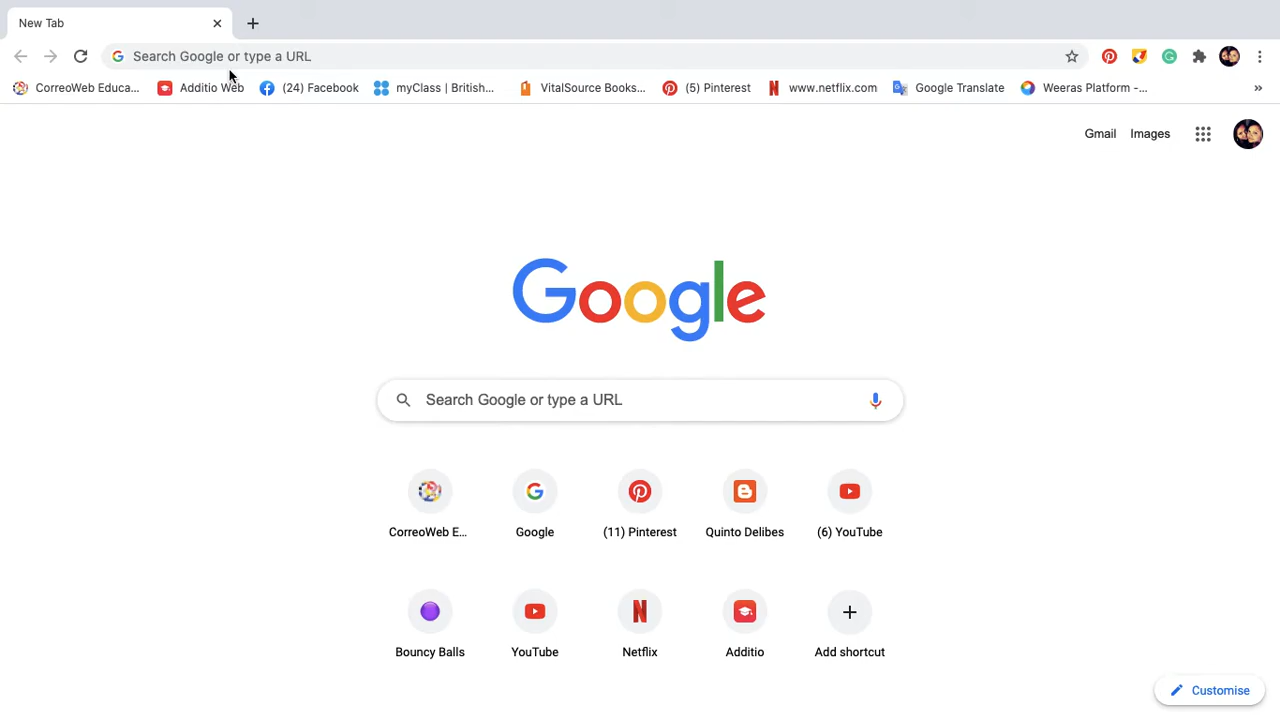 New Tab
Search Google or type a URL
CorreoWeb Educa... Additio Web (24) Facebook myClass | British... VitalSource Books... (5) Pinterest www.netflix.com Google Translate Weeras Platform -... »
Gmail Images
Google
Search Google or type a URL
CorreoWeb E... Google (11) Pinterest Quinto Delibes (6) YouTube
Bouncy Balls YouTube Netflix Additio Add shortcut
Customise